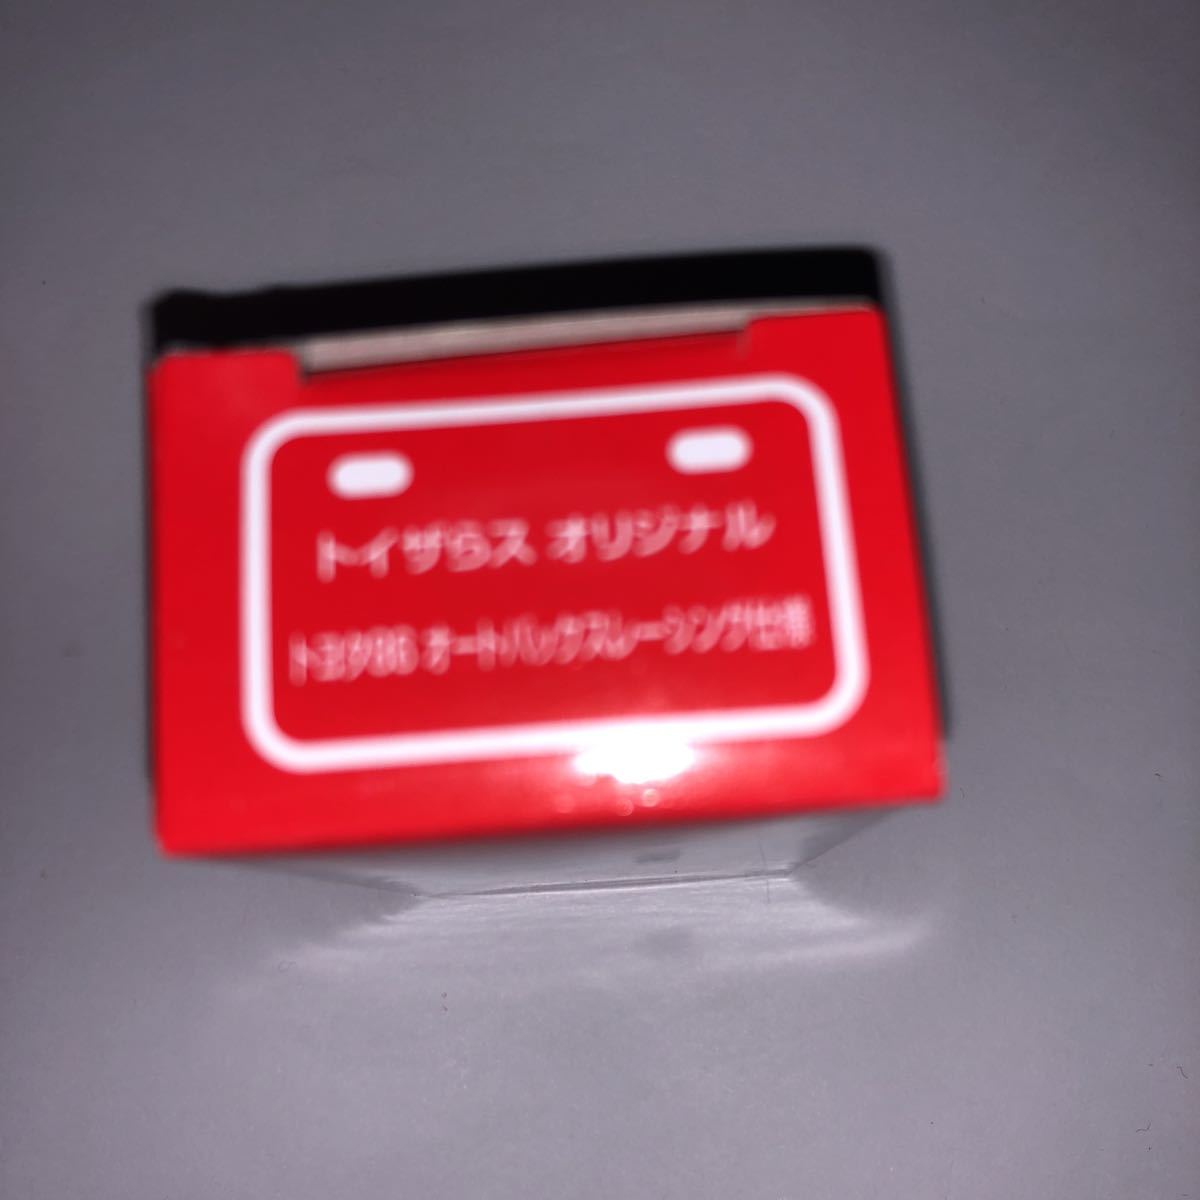 トイザらス オリジナル
トヨタ86 オートバックスレーシング仕様